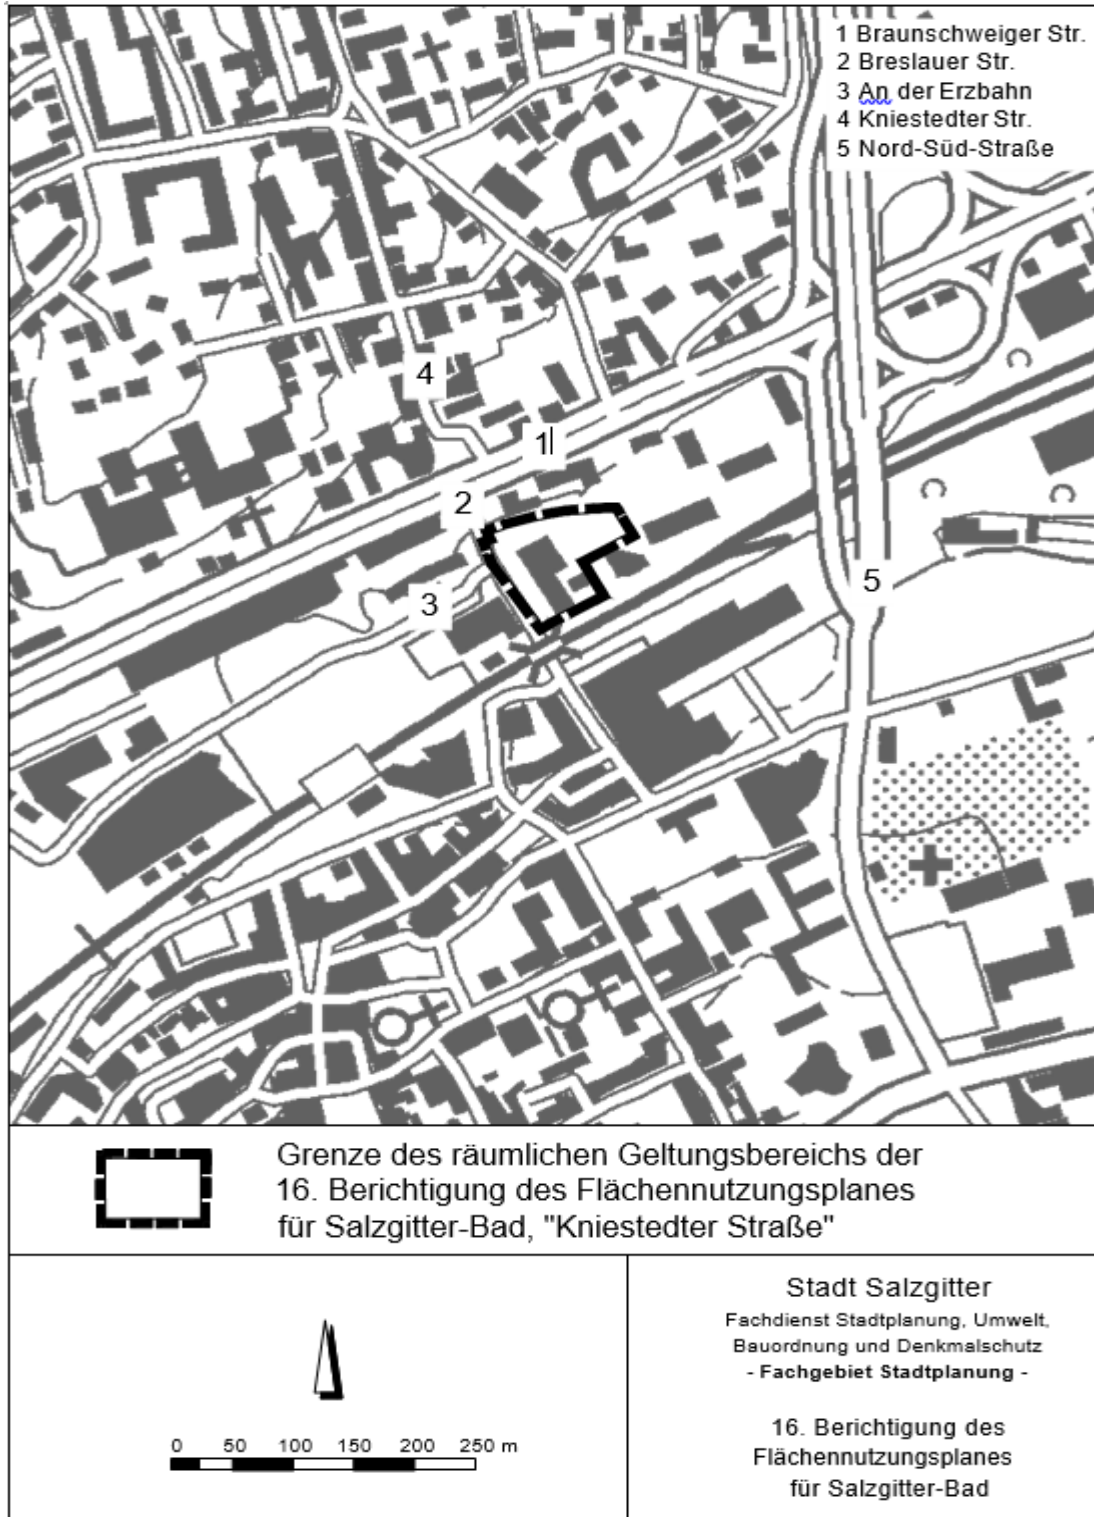 1 Braunschweiger Str.
2 Breslauer Str.
3 An der Erzbahn
4 Kniestedter Str.
5 Nord-Süd-Straße
4
1
2
3
5
Grenze des räumlichen Geltungsbereichs der
16. Berichtigung des Flächennutzungsplanes
für Salzgitter-Bad, "Kniestedter Straße"
0 50 100 150 200 250 m
Stadt Salzgitter
Fachdienst Stadtplanung, Umwelt,
Bauordnung und Denkmalschutz
- Fachgebiet Stadtplanung -
16. Berichtigung des
Flächennutzungsplanes
für Salzgitter-Bad